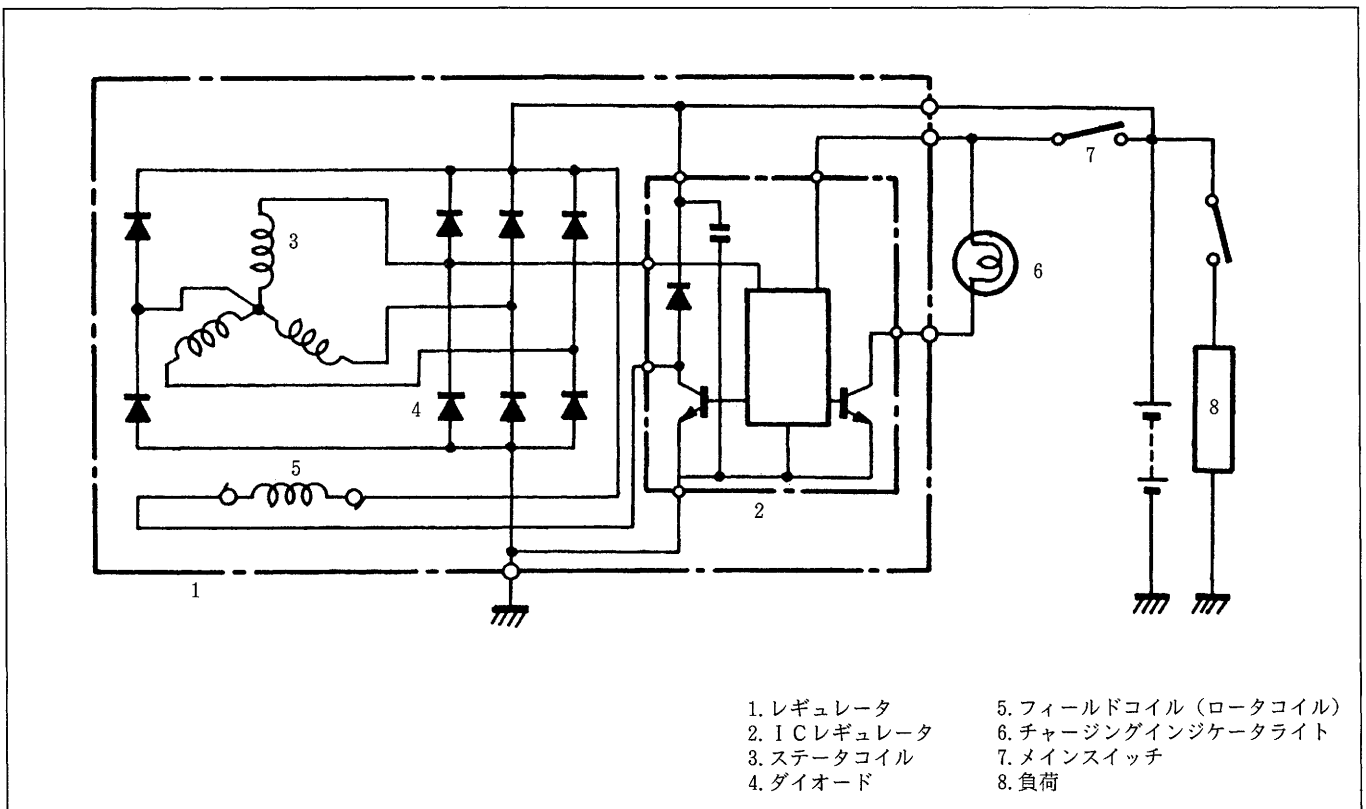 3
4
5
1
2
6
7
8
1. レギュレータ
2. ＩＣレギュレータ
3. ステータコイル
4. ダイオード
5. フィールドコイル（ロータコイル）
6. チャージングインジケータライト
7. メインスイッチ
8. 負荷